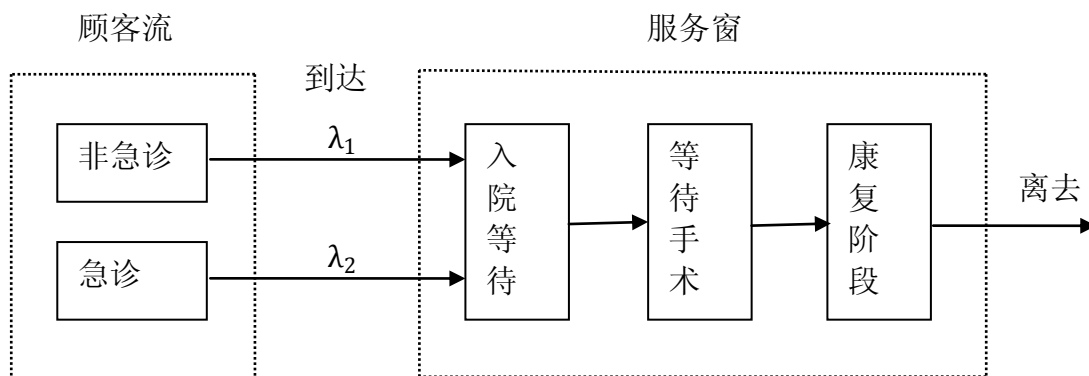 顾客流
服务窗
到达
非急诊
λ₁
入院等待
等待手术
康复阶段
离去
急诊
λ₂